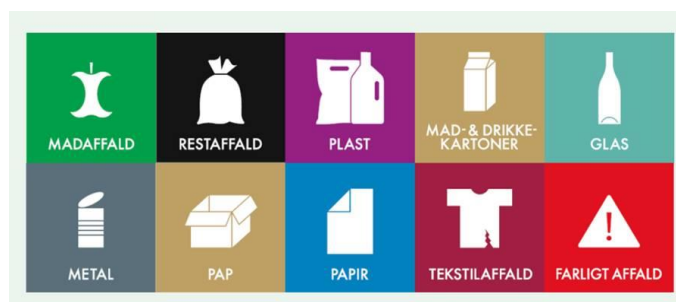 MADAFFALD
RESTAFFALD
PLAST
MAD- & DRIKKE-
KARTONER
GLAS
METAL
PAP
PAPIR
TEKSTILAFFALD
FARLIGT AFFALD